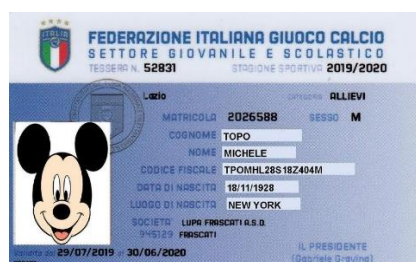 ITALIA
FEDERAZIONE ITALIANA GIUOCO CALCIO
SETTORE GIOVANILE E SCOLASTICO
TESSERA N. 52831 STAGIONE SPORTIVA 2019/2020
Lazio CATEGORIA ALLIEVI
MATRICOLA 2026588 SESSO M
COGNOME TOPO
NOME MICHELE
CODICE FISCALE TPOMHL28S18Z404M
DATA DI NASCITA 18/11/1928
LUOGO DI NASCITA NEW YORK
SOCIETA' LUPA FRASCATI A.S.D.
945129 FRASCATI
Validità dal 29/07/2019 al 30/06/2020 IL PRESIDENTE
(Gabriele Gravina)